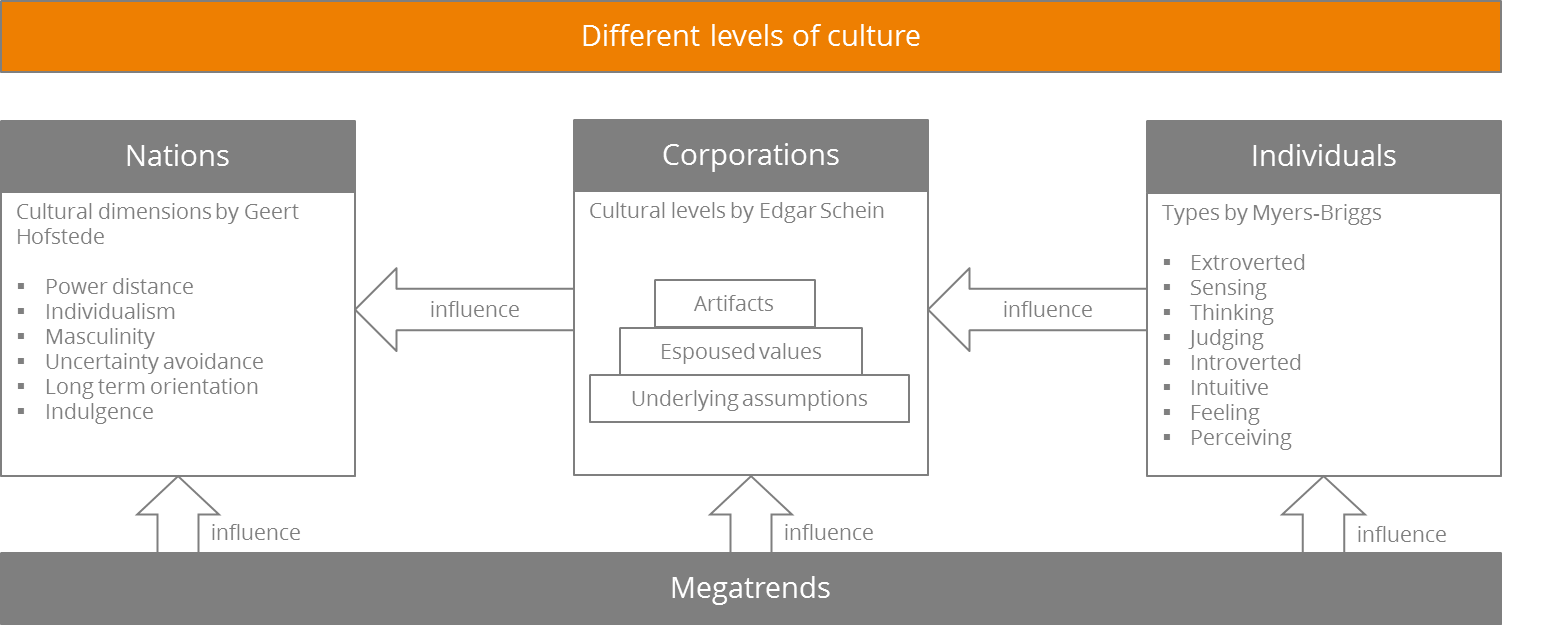 Different levels of culture
Nations
Cultural dimensions by Geert
Hofstede
▪ Power distance
▪ Individualism
▪ Masculinity
▪ Uncertainty avoidance
▪ Long term orientation
▪ Indulgence
influence
Corporations
Cultural levels by Edgar Schein
Artifacts
Espoused values
Underlying assumptions
influence
Individuals
Types by Myers-Briggs
▪ Extroverted
▪ Sensing
▪ Thinking
▪ Judging
▪ Introverted
▪ Intuitive
▪ Feeling
▪ Perceiving
influence
influence
influence
Megatrends